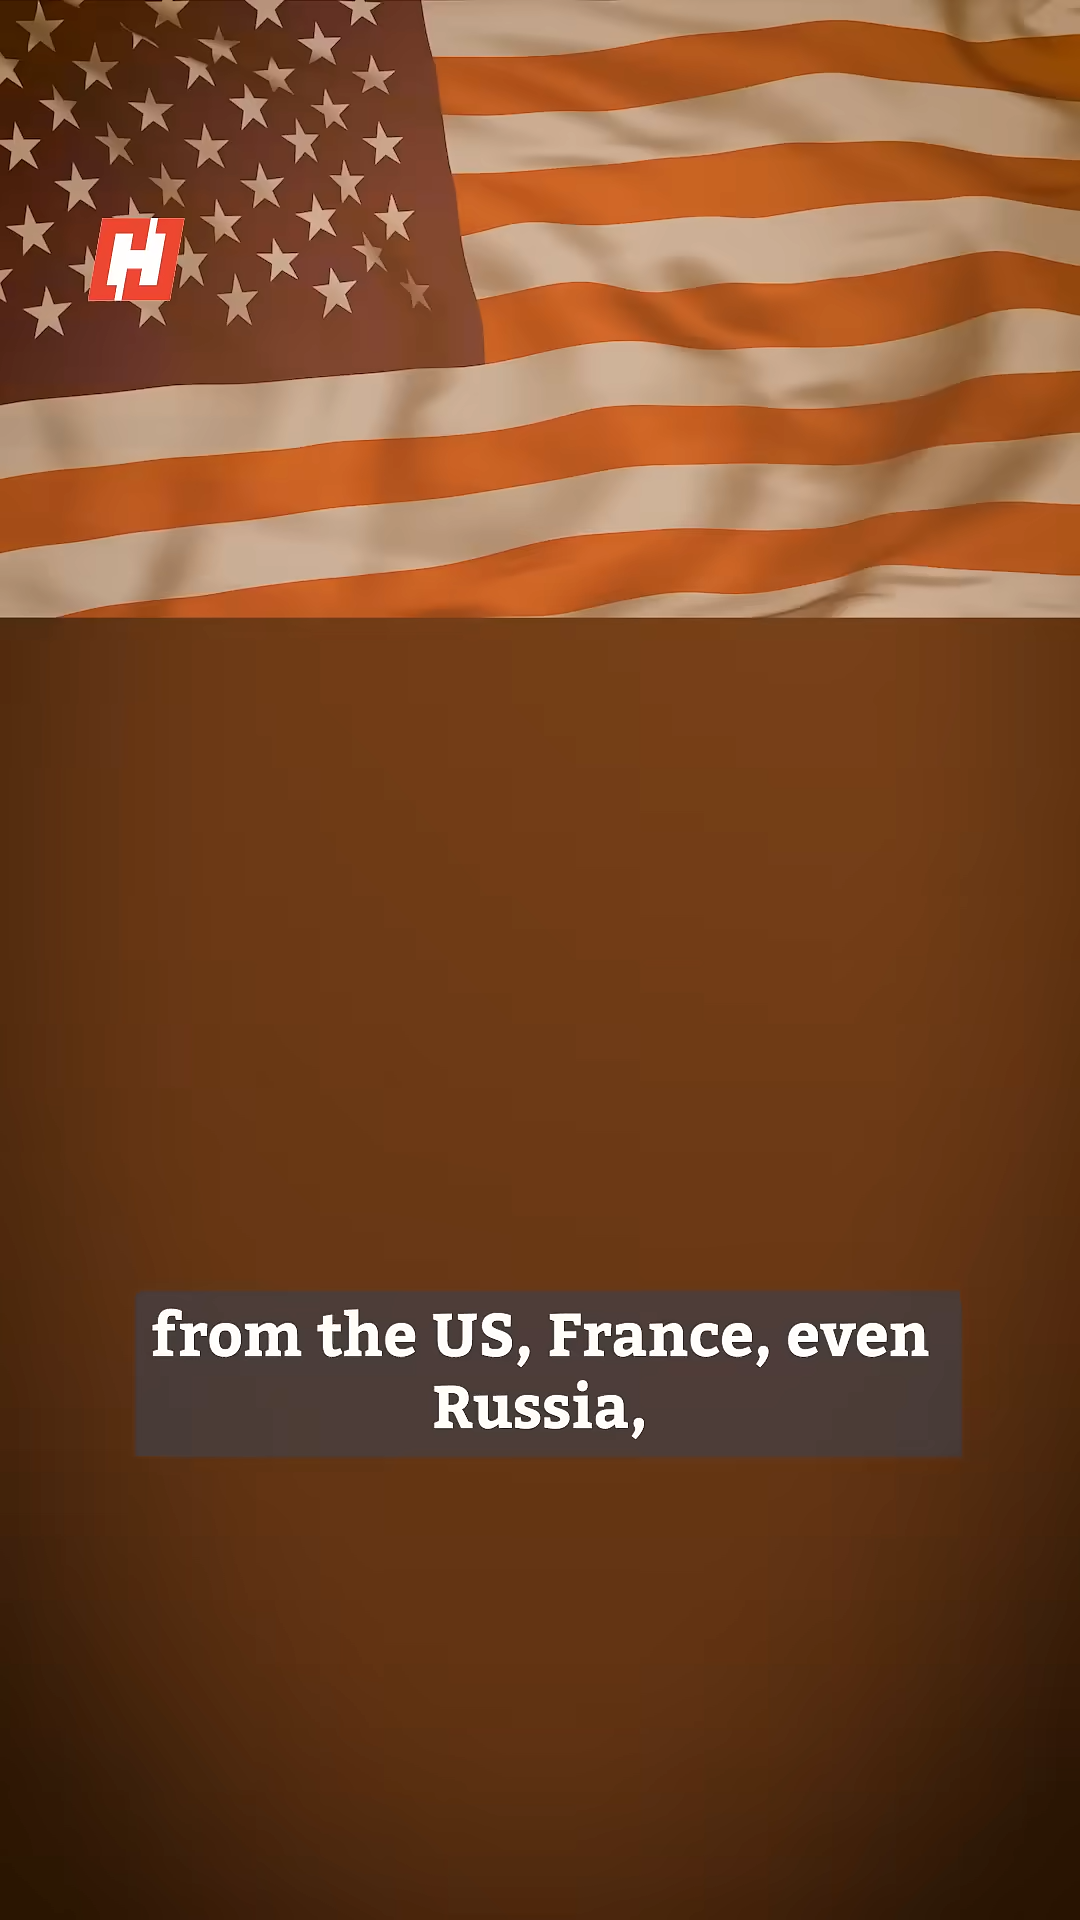 H
from the US, France, even
Russia,